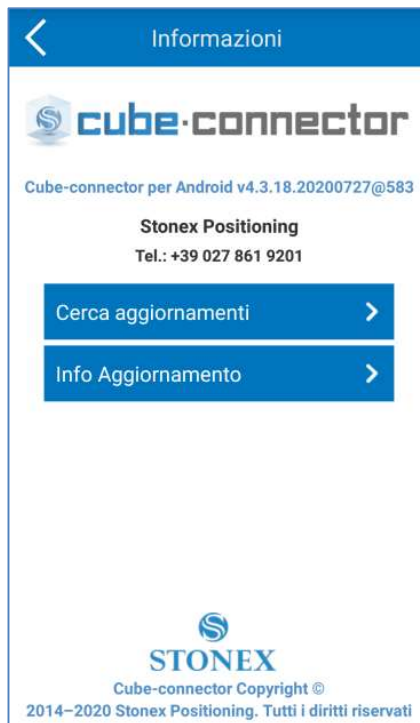 Informazioni
cube-connector
Cube-connector per Android v4.3.18.20200727@583
Stonex Positioning
Tel.: +39 027 861 9201
Cerca aggiornamenti
Info Aggiornamento
STONEX
Cube-connector Copyright ©
2014–2020 Stonex Positioning. Tutti i diritti riservati